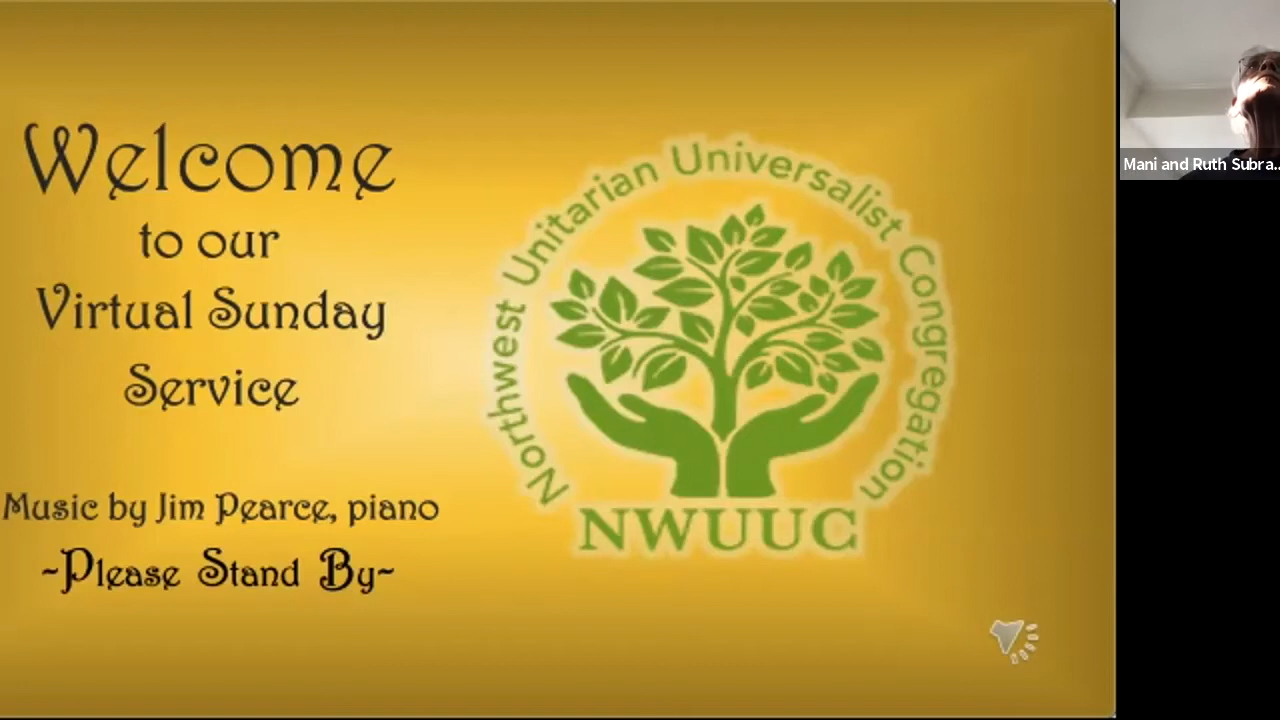 Welcome
to our
Virtual Sunday
Service
Music by Jim Pearce, piano
~Please Stand By~
Northwest Unitarian Universalist Congregation
NWUUC
Mani and Ruth Subra...